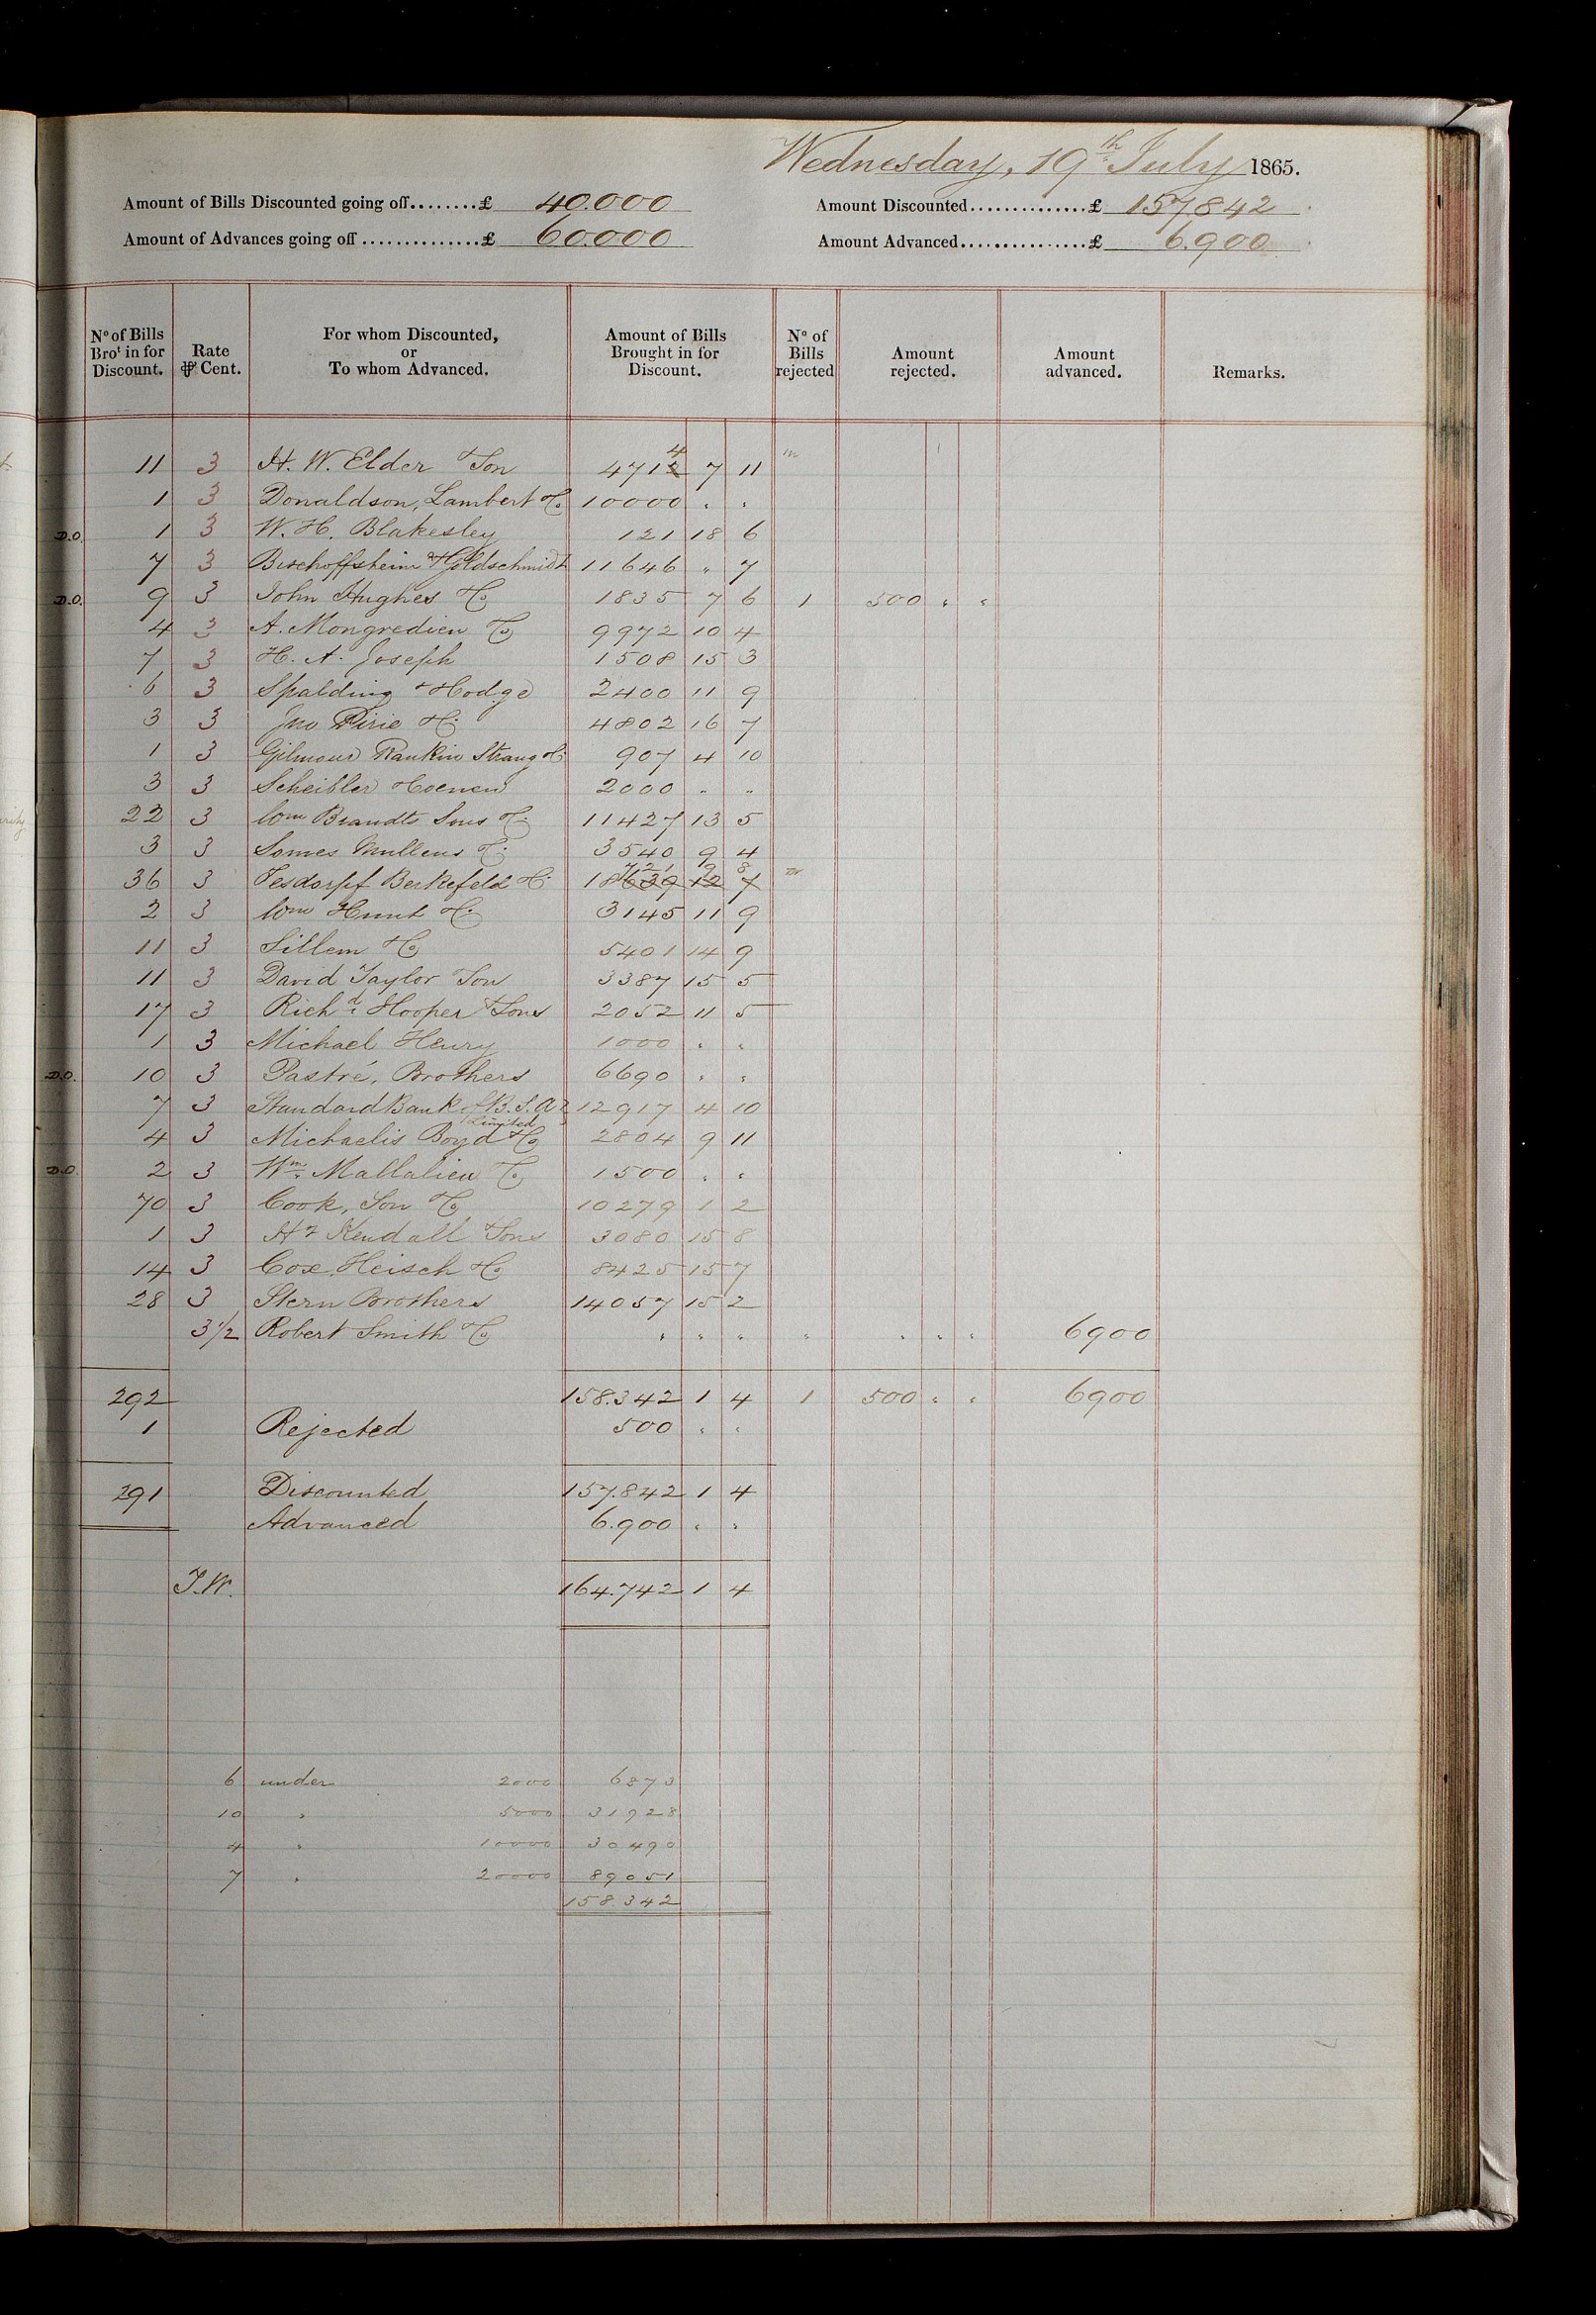 Wednesday, 19th July 1865.
Amount of Bills Discounted going off........£ 40.000 Amount Discounted..............£ 157,842
Amount of Advances going off..............£ 60.000 Amount Advanced................£ 6.900
No of Bills Brot in for Discount. Rate ⅌ Cent. For whom Discounted, or To whom Advanced. Amount of Bills Brought in for Discount. No of Bills rejected Amount rejected. Amount advanced. Remarks.
11 3 H. W. Elder & Son 4714 7 11
1 3 Donaldson, Lambert & Co 10000 " "
D.O. 1 3 W. H. Blakesley 121 18 6
7 3 Bischoffsheim & Goldschmidt 11646 " 7
D.O. 9 3 John Hughes & Co 1835 7 6 1 500 " "
4 3 A. Mongredien & Co 9972 10 4
7 3 H. A. Joseph 1508 15 3
6 3 Spalding & Hodge 2400 11 9
3 3 Jno Pirie & Co 4802 16 7
1 3 Gilmour Rankin Strang & Co 907 4 10
3 3 Scheibler & Coenen 2000 " "
22 3 Wm Brandts Sons & Co 11427 13 5
3 3 Somes Mullens & Co 3540 9 4
36 3 Tesdorpf Berkefeld & Co 18721 9 8
2 3 Wm Hunt & Co 3145 11 9
11 3 Sillem & Co 5401 14 9
11 3 David Taylor & Son 3387 15 5
17 3 Richd Hooper & Sons 2052 11 5
1 3 Michael Henry 1000 " "
D.O. 10 3 Pastré, Brothers 6690 " "
7 3 Standard Bank of B. S. Aa Limited 12917 4 10
4 3 Michaelis Boyd & Co 2804 9 11
D.O. 2 3 Wm Mallalieu & Co 1500 " "
70 3 Cook, Son & Co 10279 1 2
1 3 Hy Kendall & Sons 3080 15 8
14 3 Cox, Heisch & Co 8425 15 7
28 3 Stern Brothers 14057 15 2
3 1/2 Robert Smith & Co " " " " " " " 6900
292 158.342 1 4 1 500 " " 6900
1 Rejected 500 " "
291 Discounted 157.842 1 4
Advanced 6.900 " "
J.W. 164.742 1 4
6 under 2000 6873
10 " 5000 31928
4 " 10000 30490
7 " 20000 89051
158.342